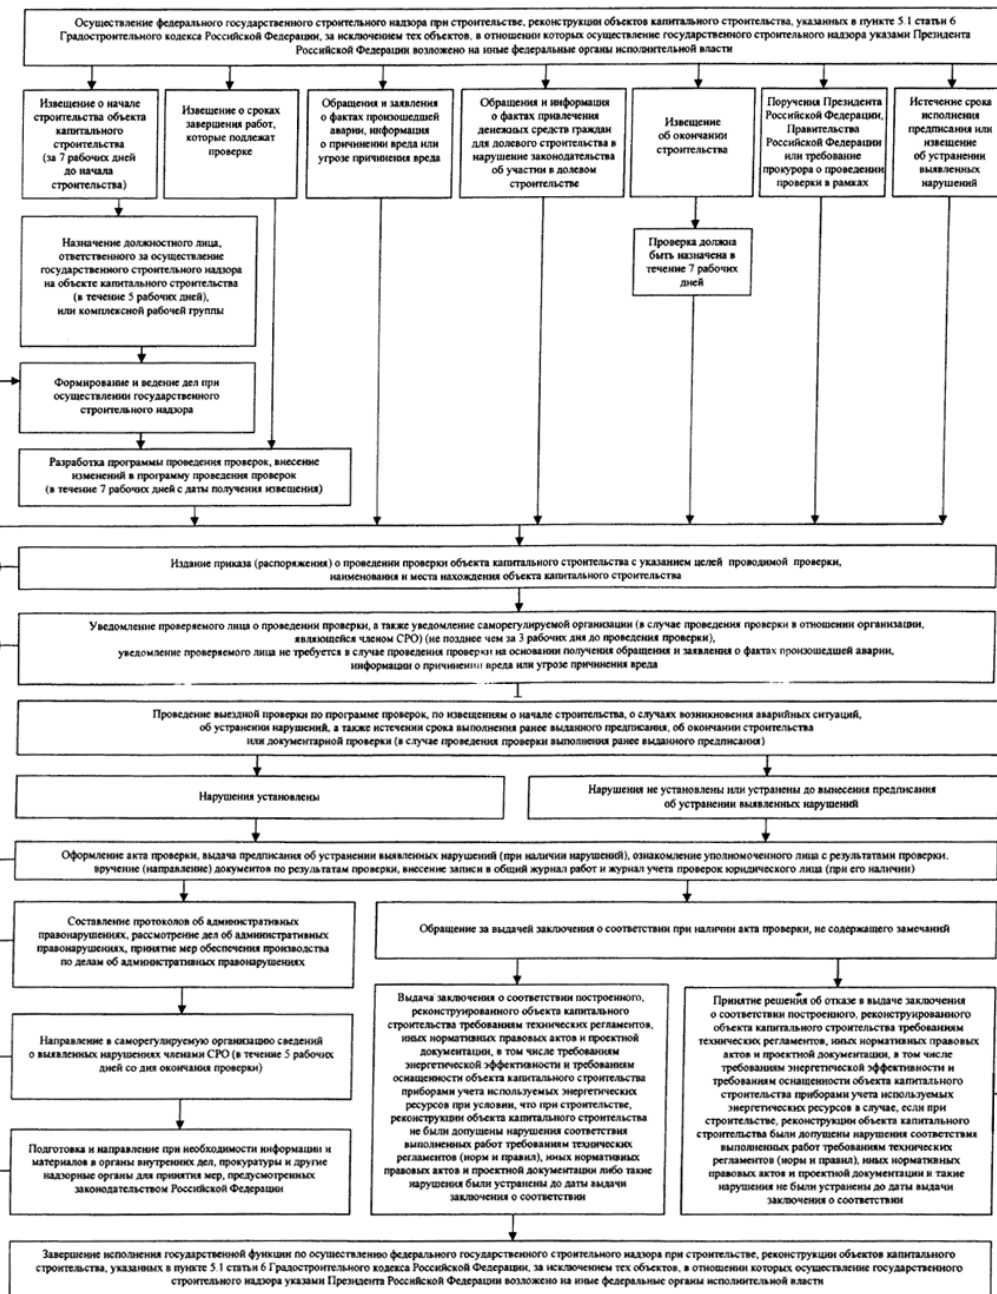 Осуществление федерального государственного строительного надзора при строительстве, реконструкции объектов капитального строительства, указанных в пункте 5.1 статьи 6
Градостроительного кодекса Российской Федерации, за исключением тех объектов, в отношении которых осуществление государственного строительного надзора указами Президента
Российской Федерации возложено на иные федеральные органы исполнительной власти
Извещение о начале
строительства объекта
капитального
строительства
(за 7 рабочих дней
до начала
строительства)
Извещение о сроках
завершения работ,
которые подлежат
проверке
Обращения и заявления
о фактах произошедшей
аварии, информация
о причинении вреда или
угрозе причинения вреда
Обращения и информация
о фактах привлечения
денежных средств граждан
для долевого строительства в
нарушение законодательства
об участии в долевом
строительстве
Извещение
об окончании
строительства
Поручения Президента
Российской Федерации,
Правительства
Российской Федерации
или требование
прокурора о проведении
проверки в рамках
Истечение срока
исполнения
предписания или
извещение
об устранении
выявленных
нарушений
Назначение должностного лица,
ответственного за осуществление
государственного строительного надзора
на объекте капитального строительства
(в течение 5 рабочих дней),
или комплексной рабочей группы
Проверка должна
быть назначена в
течение 7 рабочих
дней
Формирование и ведение дел при
осуществлении государственного
строительного надзора
Разработка программы проведения проверок, внесение
изменений в программу проведения проверок
(в течение 7 рабочих дней с даты получения извещения)
Издание приказа (распоряжения) о проведении проверки объекта капитального строительства с указанием целей проводимой проверки,
наименования и места нахождения объекта капитального строительства
Уведомление проверяемого лица о проведении проверки, а также уведомление саморегулируемой организации (в случае проведения проверки в отношении организации,
являющейся членом СРО) (не позднее чем за 3 рабочих дня до проведения проверки),
уведомление проверяемого лица не требуется в случае проведения проверки на основании получения обращения и заявления о фактах произошедшей аварии,
информации о причинении вреда или угрозе причинения вреда
Проведение выездной проверки по программе проверок, по извещениям о начале строительства, о случаях возникновения аварийных ситуаций,
об устранении нарушений, а также истечении срока выполнения ранее выданного предписания, об окончании строительства
или документарной проверки (в случае проведения проверки выполнения ранее выданного предписания)
Нарушения установлены
Нарушения не установлены или устранены до вынесения предписания
об устранении выявленных нарушений
Оформление акта проверки, выдача предписания об устранении выявленных нарушений (при наличии нарушений), ознакомление уполномоченного лица с результатами проверки.
вручение (направление) документов по результатам проверки, внесение записи в общий журнал работ и журнал учета проверок юридического лица (при его наличии)
Составление протоколов об административных
правонарушениях, рассмотрение дел об административных
правонарушениях, принятие мер обеспечения производства
по делам об административных правонарушениях
Обращение за выдачей заключения о соответствии при наличии акта проверки, не содержащего замечаний
Направление в саморегулируемую организацию сведений
о выявленных нарушениях членами СРО (в течение 5 рабочих
дней со дня окончания проверки)
Подготовка и направление при необходимости информации и
материалов в органы внутренних дел, прокуратуры и другие
надзорные органы для принятия мер, предусмотренных
законодательством Российской Федерации
Выдача заключения о соответствии построенного,
реконструированного объекта капитального
строительства требованиям технических регламентов,
иных нормативных правовых актов и проектной
документации, в том числе требованиям
энергетической эффективности и требованиям
оснащенности объекта капитального строительства
приборами учета используемых энергетических
ресурсов при условии, что при строительстве,
реконструкции объекта капитального строительства
не были допущены нарушения соответствия
выполненных работ требованиям технических
регламентов (норм и правил), иных нормативных
правовых актов и проектной документации либо такие
нарушения были устранены до даты выдачи
заключения о соответствии
Принятие решения об отказе в выдаче заключения
о соответствии построенного, реконструированного
объекта капитального строительства требованиям
технических регламентов, иных нормативных правовых
актов и проектной документации, в том числе
требованиям энергетической эффективности и
требованиям оснащенности объекта капитального
строительства приборами учета используемых
энергетических ресурсов в случае, если при
строительстве, реконструкции объекта капитального
строительства были допущены нарушения соответствия
выполненных работ требованиям технических
регламентов (норм и правил), иных нормативных
правовых актов и проектной документации и такие
нарушения не были устранены до даты выдачи
заключения о соответствии
Завершение исполнения государственной функции по осуществлению федерального государственного строительного надзора при строительстве, реконструкции объектов капитального
строительства, указанных в пункте 5.1 статьи 6 Градостроительного кодекса Российской Федерации, за исключением тех объектов, в отношении которых осуществление государственного
строительного надзора указами Президента Российской Федерации возложено на иные федеральные органы исполнительной власти